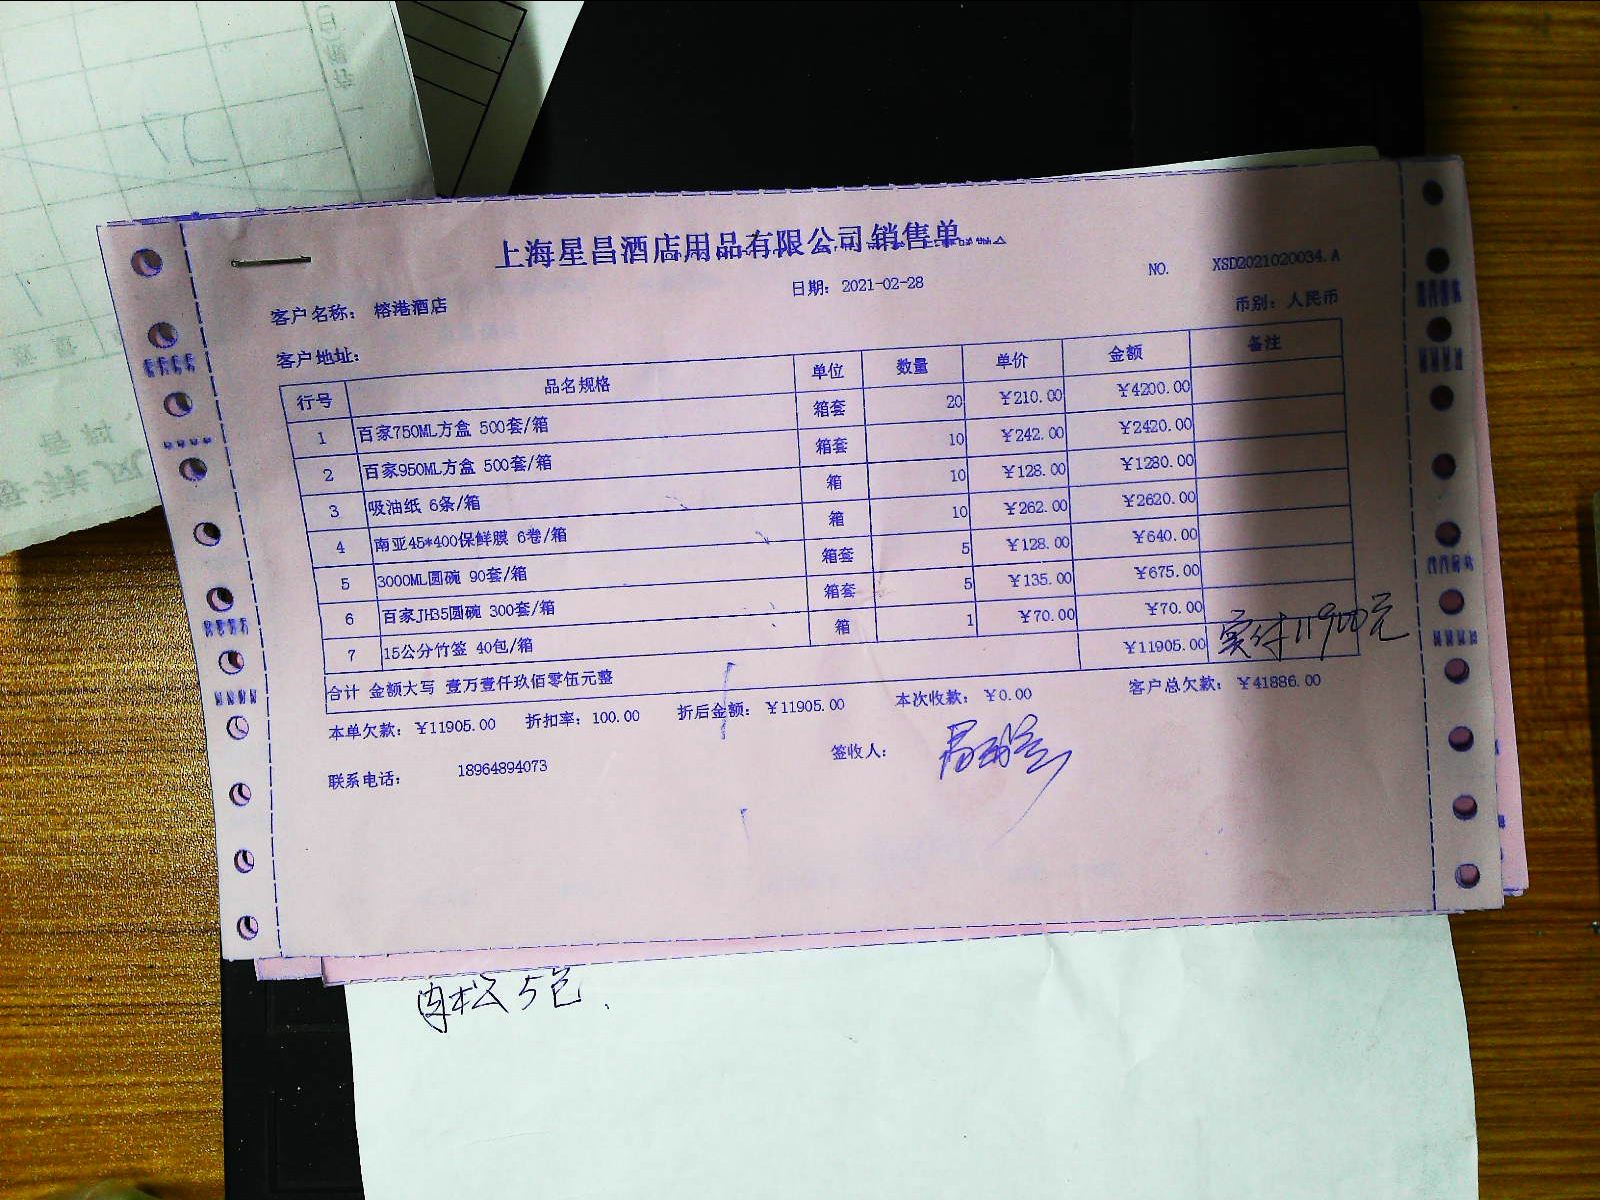 上海星昌酒店用品有限公司销售单
客户名称： 榕港酒店 日期：2021-02-28 NO. XSD2021020034.A
客户地址： 币别：人民币
行号 品名规格 单位 数量 单价 金额 备注
1 百家750ML方盒 500套/箱 箱套 20 ¥210.00 ¥4200.00
2 百家950ML方盒 500套/箱 箱套 10 ¥242.00 ¥2420.00
3 吸油纸 6条/箱 箱 10 ¥128.00 ¥1280.00
4 南亚45*400保鲜膜 6卷/箱 箱 10 ¥262.00 ¥2620.00
5 3000ML圆碗 90套/箱 箱套 5 ¥128.00 ¥640.00
6 百家JH35圆碗 300套/箱 箱套 5 ¥135.00 ¥675.00
7 15公分竹签 40包/箱 箱 1 ¥70.00 ¥70.00
合计 金额大写 壹万壹仟玖佰零伍元整 ¥11905.00 实付11900元
本单欠款：¥11905.00 折扣率：100.00 折后金额：¥11905.00 本次收款：¥0.00 客户总欠款：¥41886.00
联系电话： 18964894073 签收人：
肉松5包.